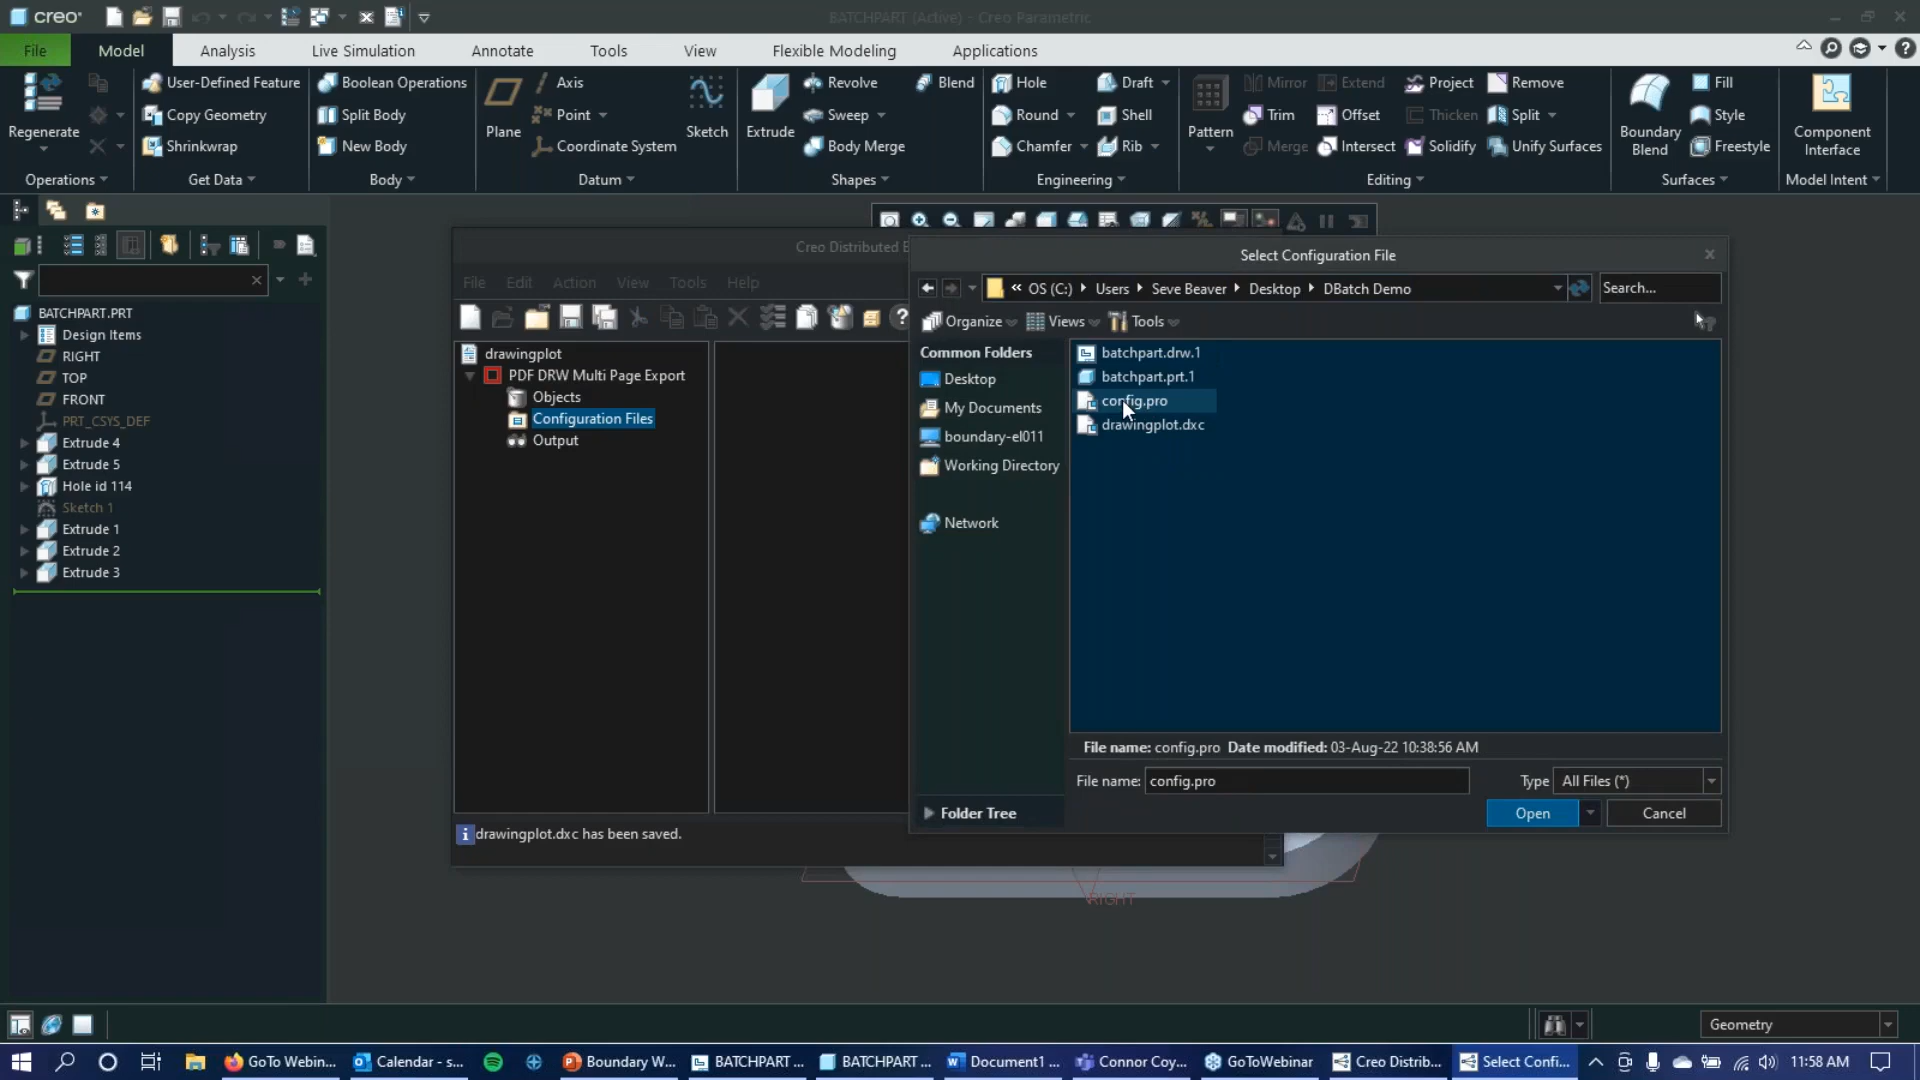 creo
BATCHPART (Active) - Creo Parametric
File Model Analysis Live Simulation Annotate Tools View Flexible Modeling Applications
Regenerate
Operations
User-Defined Feature
Copy Geometry
Shrinkwrap
Get Data
Boolean Operations
Split Body
New Body
Body
Plane
Axis
Point
Coordinate System
Sketch
Datum
Extrude
Revolve
Sweep
Body Merge
Blend
Shapes
Hole
Round
Chamfer
Draft
Shell
Rib
Engineering
Pattern
Mirror Extend Project Remove
Trim Offset Thicken Split
Merge Intersect Solidify Unify Surfaces
Editing
Boundary
Blend
Fill
Style
Freestyle
Surfaces
Component
Interface
Model Intent
BATCHPART.PRT
Design Items
RIGHT
TOP
FRONT
PRT_CSYS_DEF
Extrude 4
Extrude 5
Hole id 114
Sketch 1
Extrude 1
Extrude 2
Extrude 3
Creo Distributed
File Edit Action View Tools Help
drawingplot
PDF DRW Multi Page Export
Objects
Configuration Files
Output
drawingplot.dxc has been saved.
Select Configuration File
« OS (C:) Users Seve Beaver Desktop DBatch Demo
Search...
Organize Views Tools
Common Folders
Desktop
My Documents
boundary-el011
Working Directory
Network
Folder Tree
batchpart.drw.1
batchpart.prt.1
config.pro
drawingplot.dxc
File name: config.pro Date modified: 03-Aug-22 10:38:56 AM
File name: config.pro
Type All Files (*)
Open
Cancel
RIGHT
Geometry
GoTo Webin...
Calendar - s...
Boundary W...
BATCHPART ...
BATCHPART ...
Document1 ...
Connor Coy...
GoToWebinar
Creo Distrib...
Select Confi...
11:58 AM